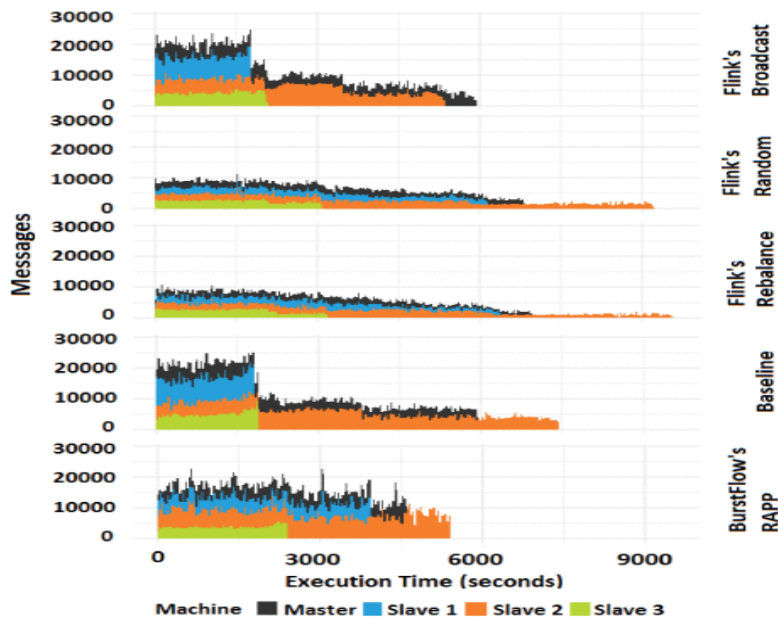 30000
20000
10000
0
Flink's
Broadcast
30000
20000
10000
0
Flink's
Random
30000
20000
10000
0
Flink's
Rebalance
30000
20000
10000
0
Baseline
30000
20000
10000
0
BurstFlow's
RAPP
Messages
0 3000 6000 9000
Execution Time (seconds)
Machine Master Slave 1 Slave 2 Slave 3